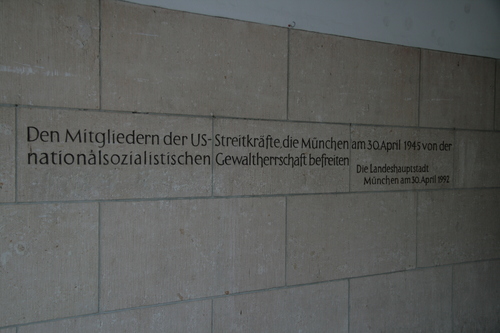 Den Mitgliedern der US-Streitkräfte, die München am 30. April 1945 von der
nationalsozialistischen Gewaltherrschaft befreiten
Die Landeshauptstadt
München am 30. April 1992